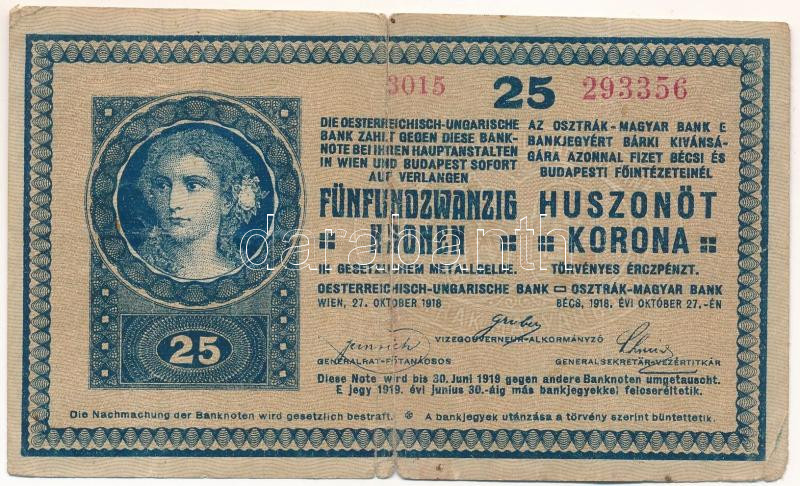 3015 25 293356
DIE OESTERREICHISCH-UNGARISCHE
BANK ZAHLT GEGEN DIESE BANK-
NOTE BEI IHREN HAUPTANSTALTEN
IN WIEN UND BUDAPEST SOFORT
AUF VERLANGEN
FÜNFUNDZWANZIG
KRONEN
IN GESETZLICHEM METALLGELDE.
OESTERREICHISCH-UNGARISCHE BANK
WIEN, 27. OKTOBER 1918
AZ OSZTRÁK-MAGYAR BANK E
BANKJEGYÉRT BÁRKI KIVÁNSÁ-
GÁRA AZONNAL FIZET BÉCSI ÉS
BUDAPESTI FŐINTÉZETEINÉL
HUSZONÖT
KORONA
TÖRVÉNYES ÉRCZPÉNZT.
OSZTRÁK-MAGYAR BANK
BÉCS, 1918. ÉVI OKTÓBER 27.-ÉN
darabanth
25
VIZEGOUVERNEUR-ALKORMÁNYZÓ
GENERALRAT-FŐTANÁCSOS
GENERALSEKRETÄR-VEZÉRTITKÁR
Diese Note wird bis 30. Juni 1919 gegen andere Banknoten umgetauscht.
E jegy 1919. évi junius 30.-áig más bankjegyekkel felcseréltetik.
Die Nachmachung der Banknoten wird gesetzlich bestraft. * A bankjegyek utánzása a törvény szerint büntettetik.